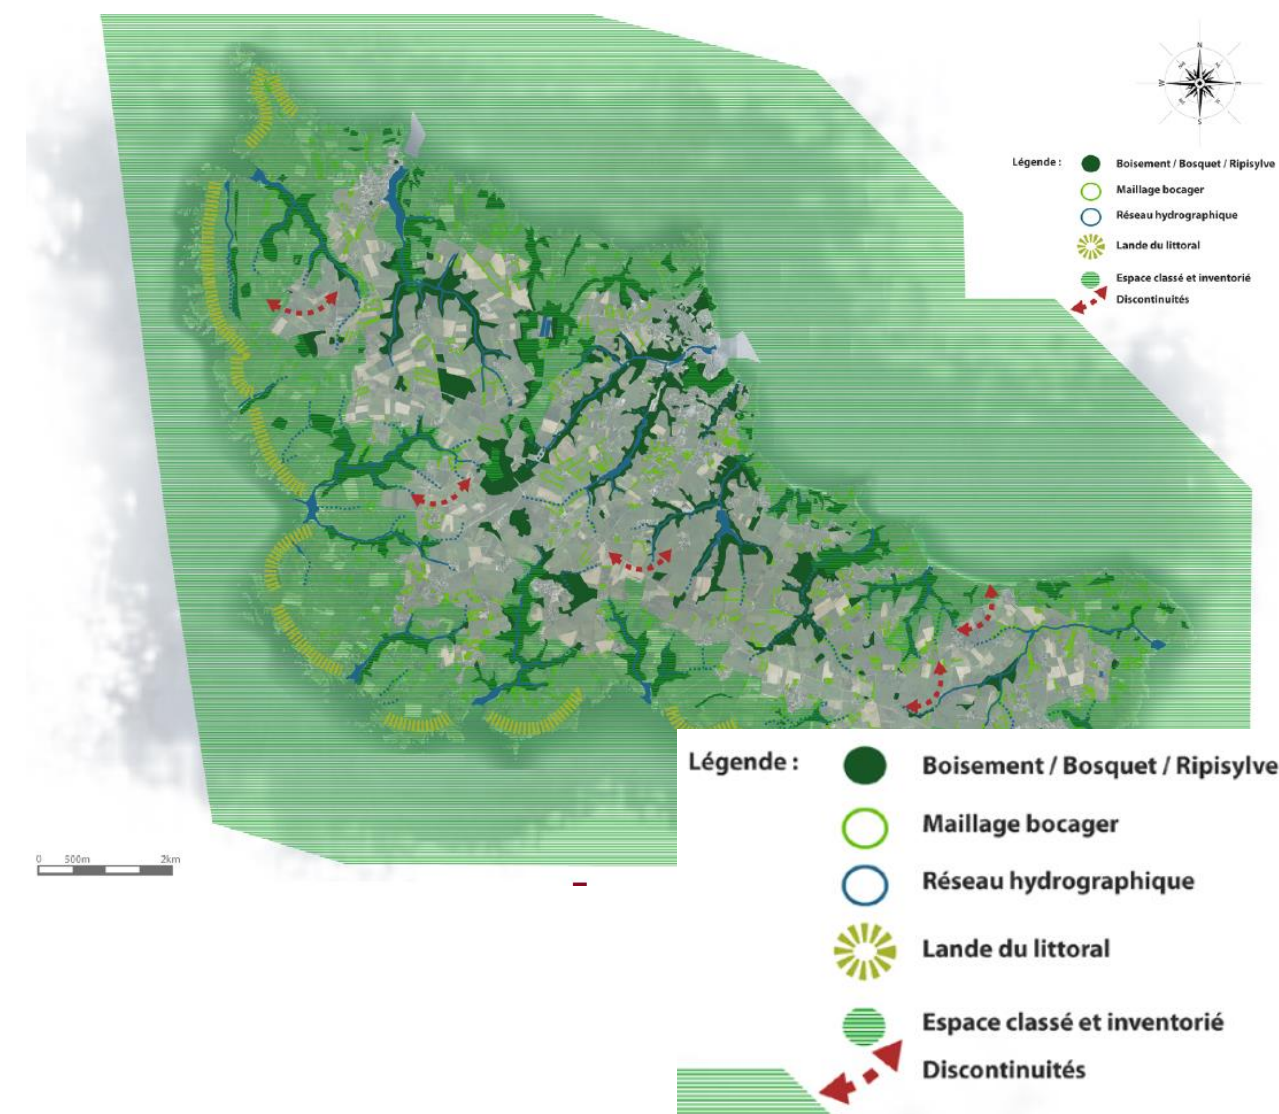 N
W
E
S
Légende :
Boisement / Bosquet / Ripisylve
Maillage bocager
Réseau hydrographique
Lande du littoral
Espace classé et inventorié
Discontinuités
0 500m 2km
Légende :
Boisement / Bosquet / Ripisylve
Maillage bocager
Réseau hydrographique
Lande du littoral
Espace classé et inventorié
Discontinuités